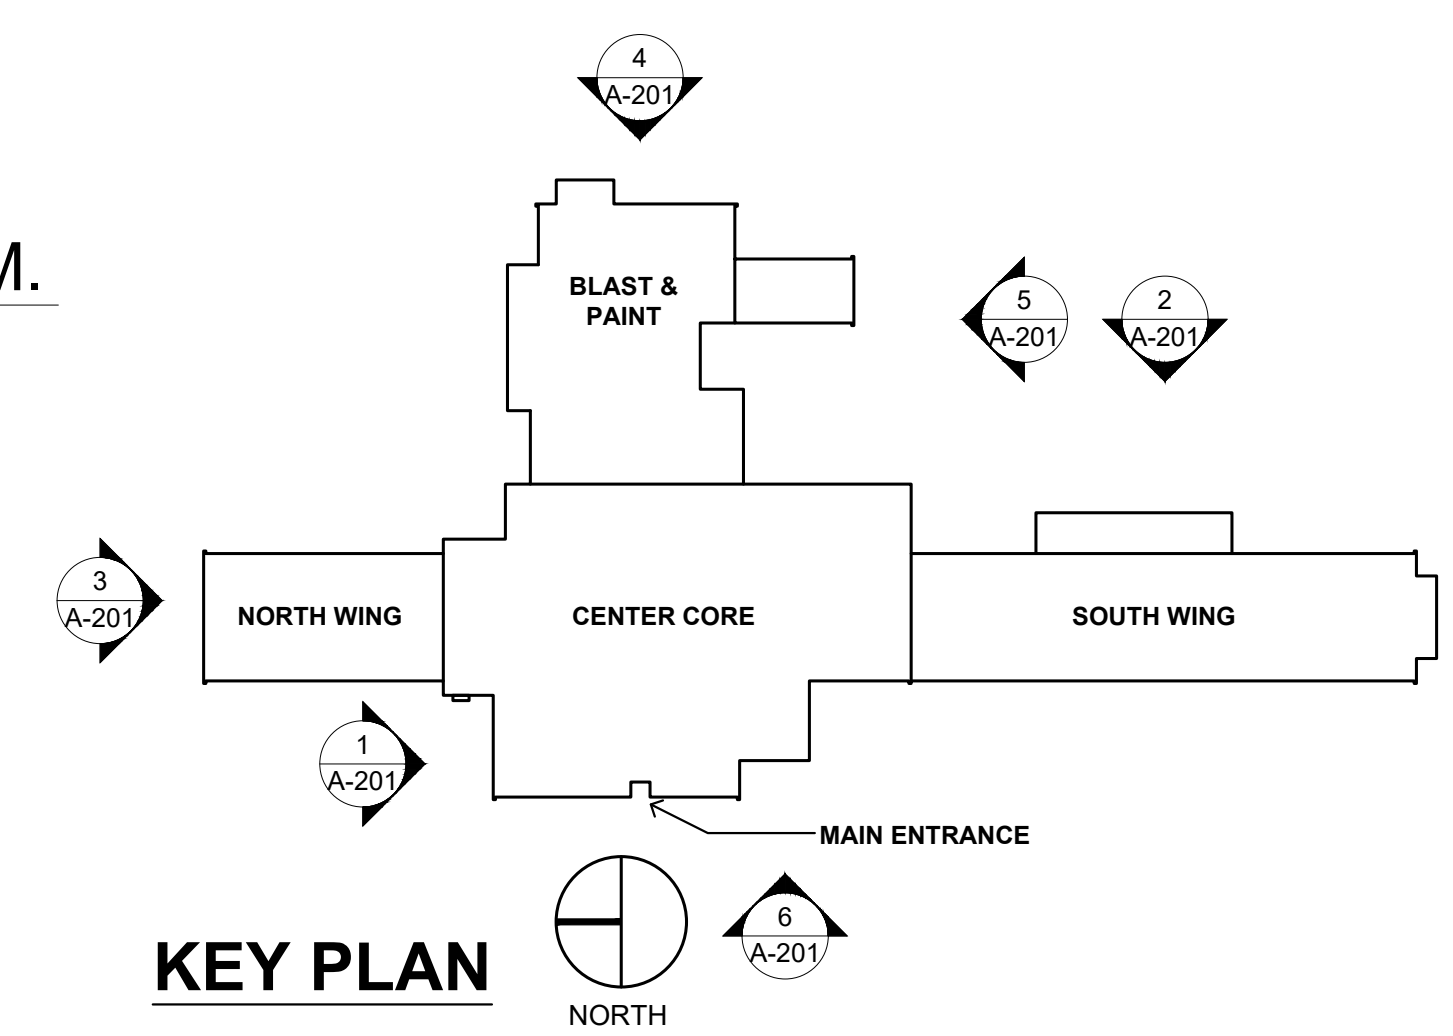 4
A-201
M.
BLAST &
PAINT
5
A-201
2
A-201
3
A-201
NORTH WING
CENTER CORE
SOUTH WING
1
A-201
MAIN ENTRANCE
6
A-201
KEY PLAN
NORTH